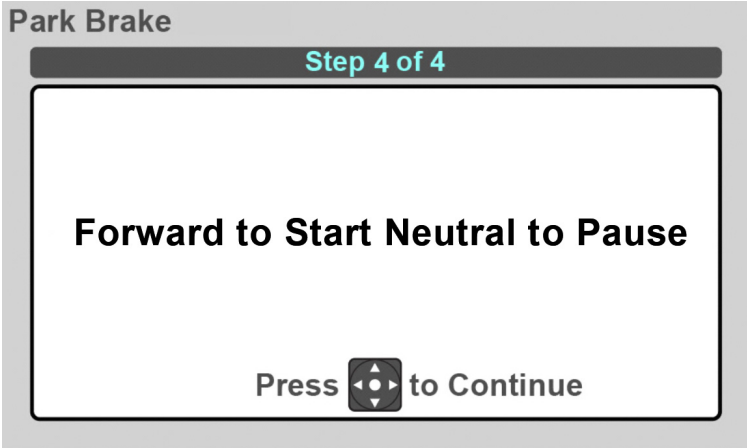 Park Brake
Step 4 of 4
Forward to Start Neutral to Pause
Press to Continue